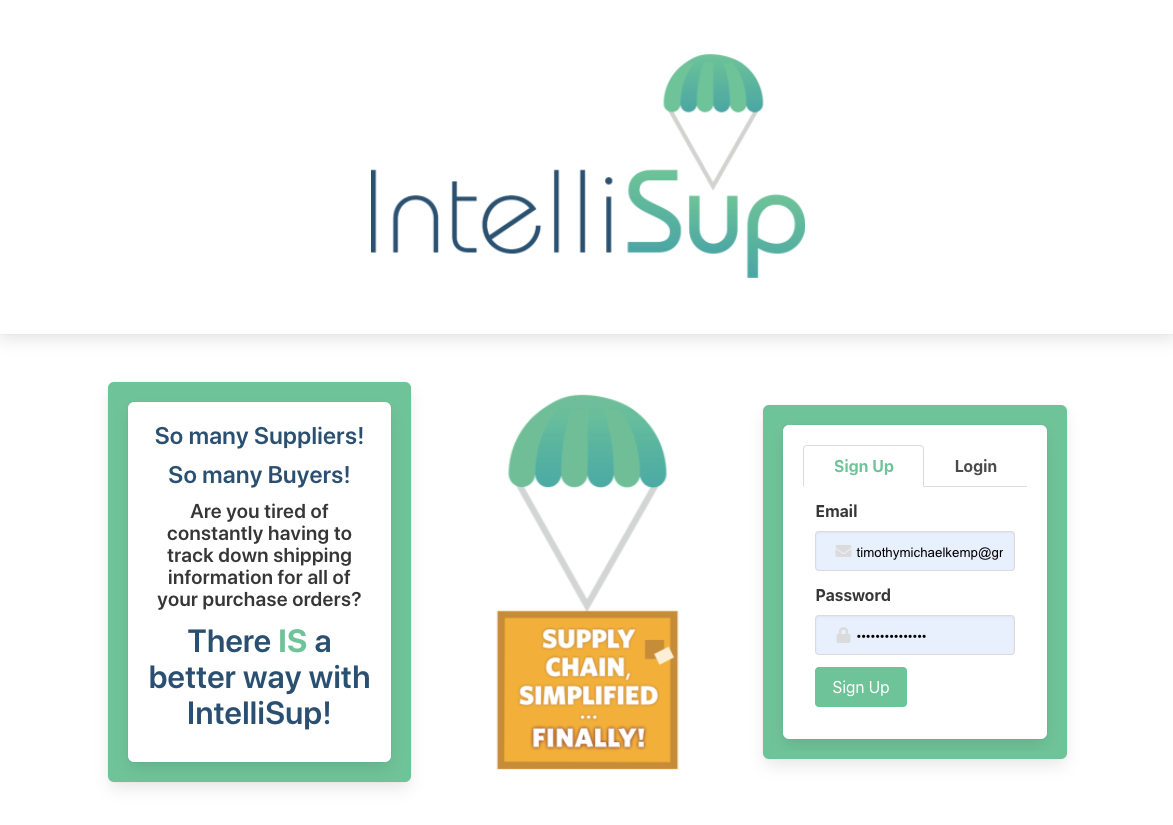 IntelliSup
So many Suppliers!
So many Buyers!
Are you tired of
constantly having to
track down shipping
information for all of
your purchase orders?
There IS a
better way with
IntelliSup!
SUPPLY
CHAIN,
SIMPLIFIED
...
FINALLY!
Sign Up
Login
Email
timothymichaelkemp@gr
Password
•••••••••••••••
Sign Up